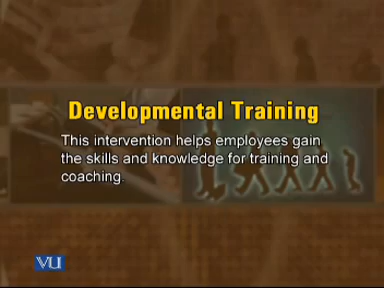 Developmental Training
This intervention helps employees gain
the skills and knowledge for training and
coaching.
VU